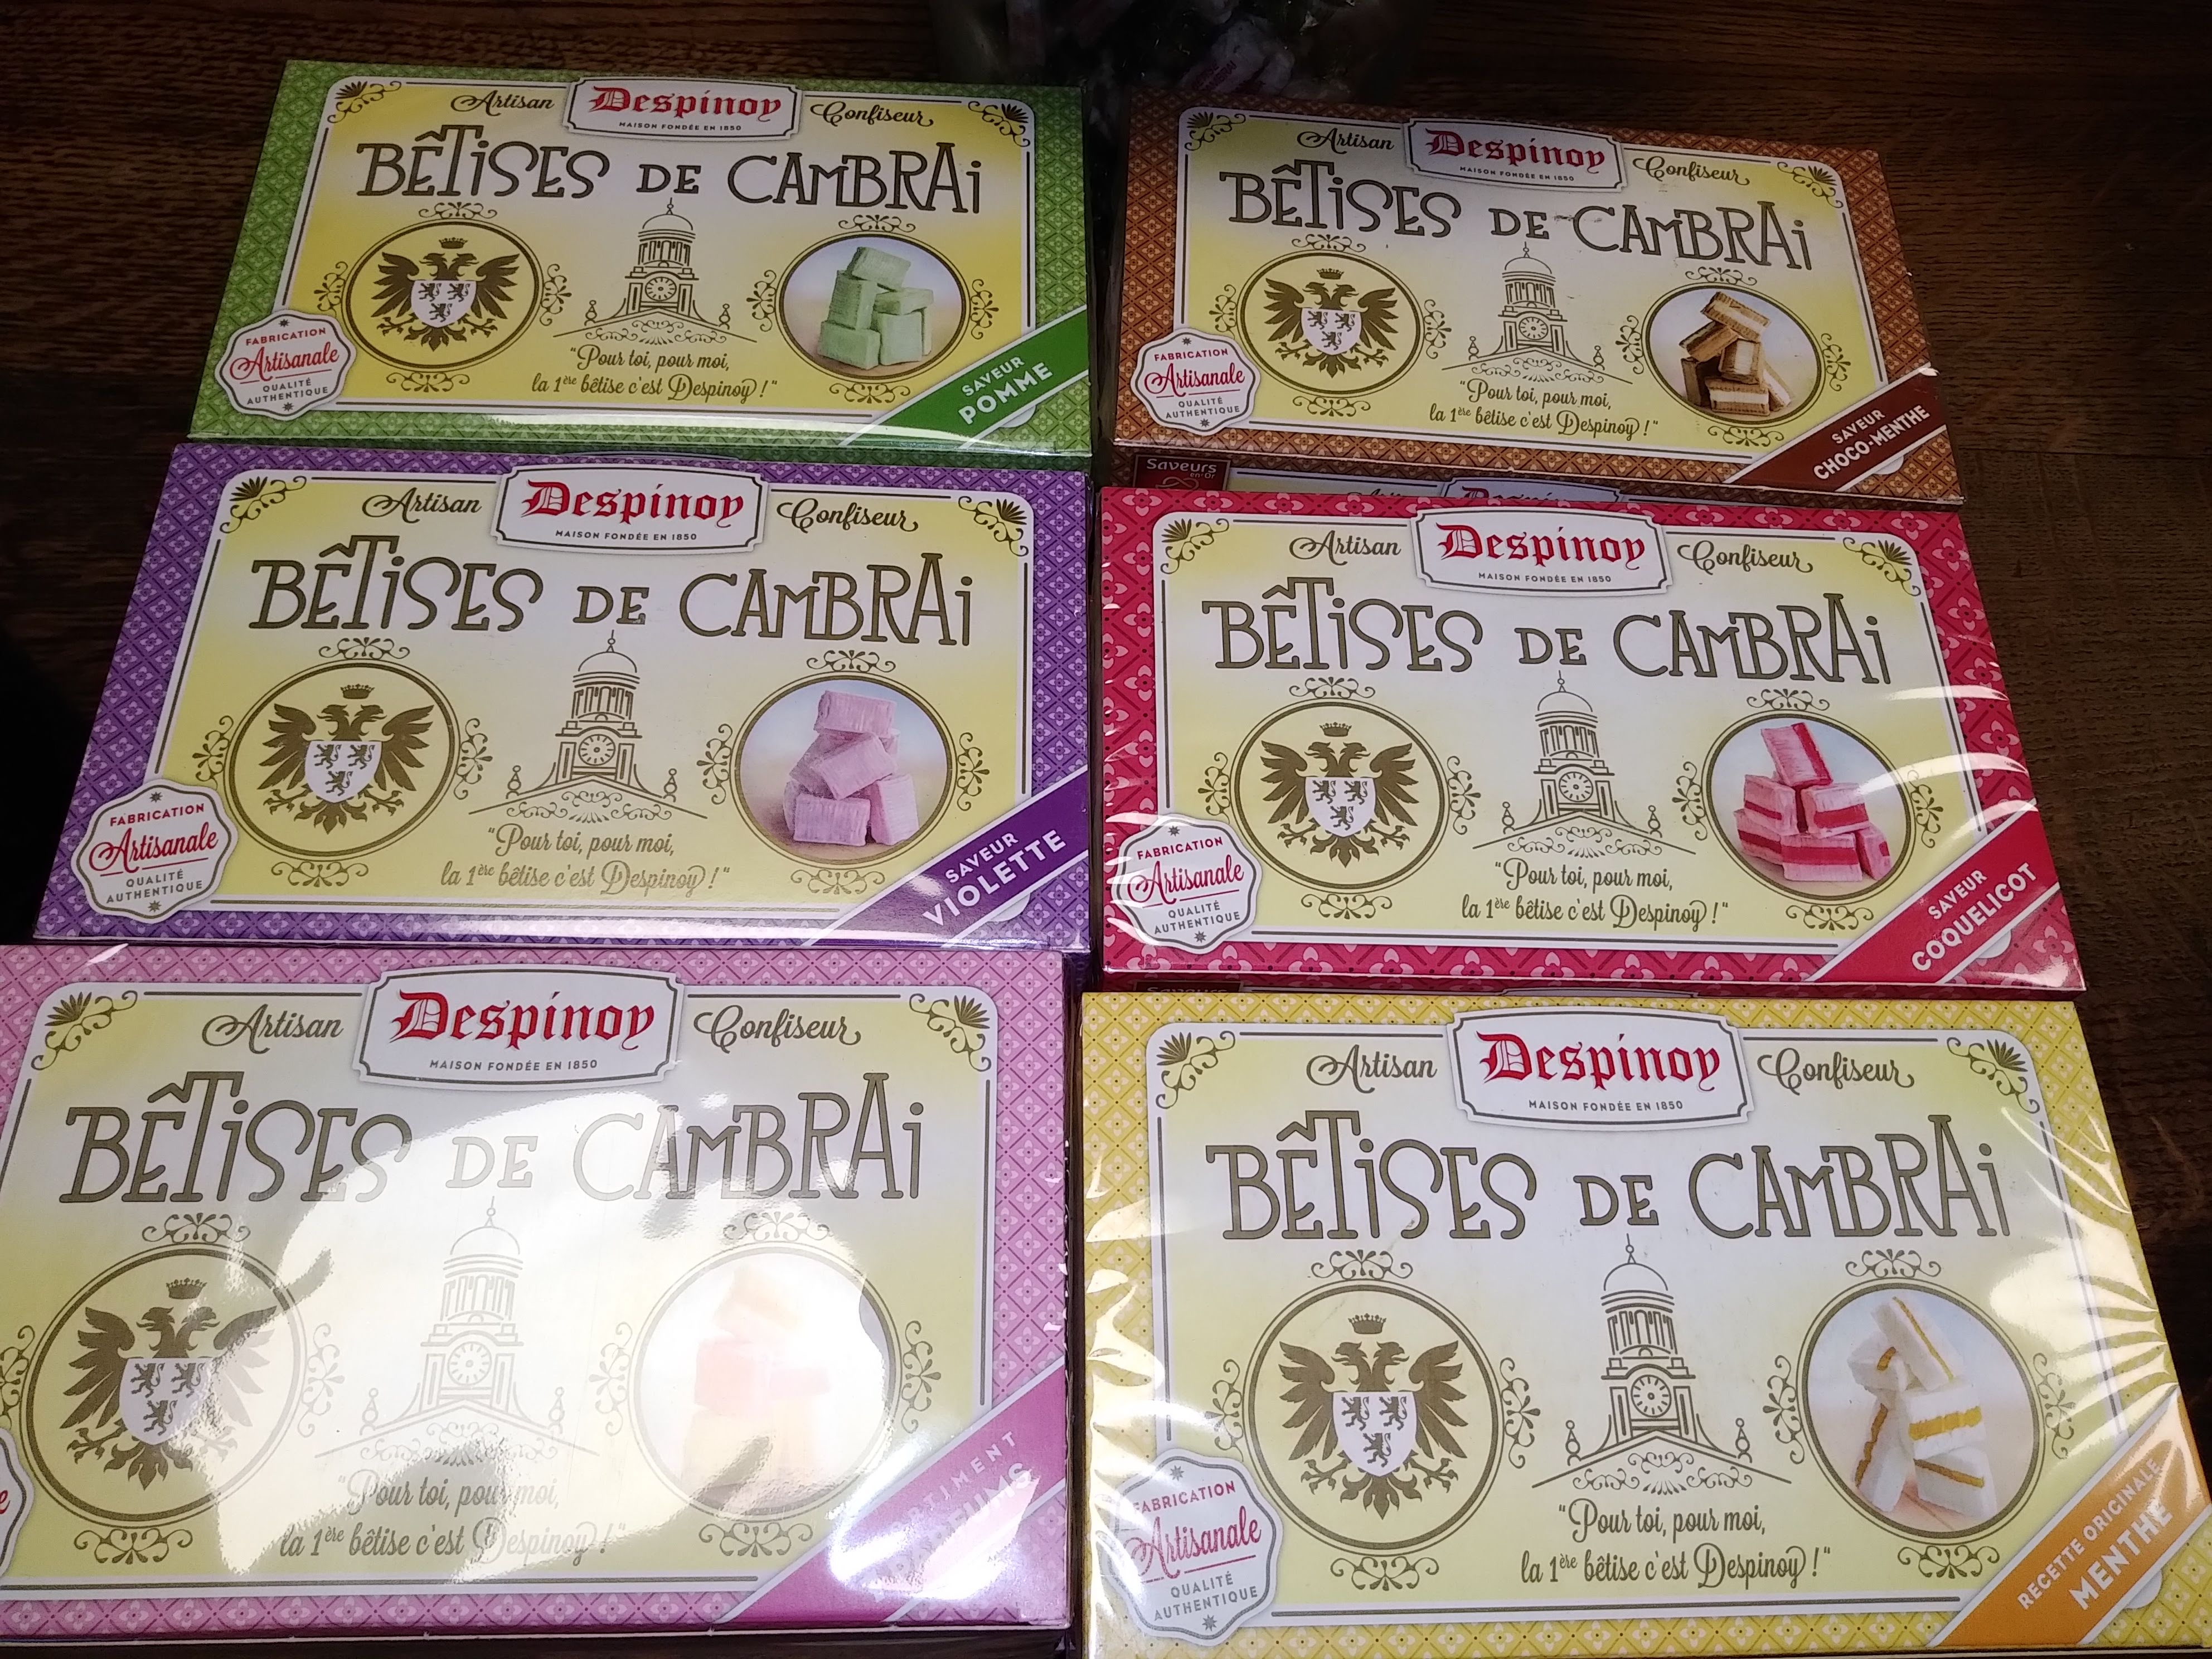 Artisan Despinoy Confiseur
MAISON FONDÉE EN 1850
BÊTiSES DE CAMBRAi
"Pour toi, pour moi,
la 1ère bêtise c'est Despinoy !"
FABRICATION
Artisanale
QUALITÉ
AUTHENTIQUE
SAVEUR
POMME
Artisan Despinoy Confiseur
MAISON FONDÉE EN 1850
BÊTiSES DE CAMBRAi
"Pour toi, pour moi,
la 1ère bêtise c'est Despinoy !"
FABRICATION
Artisanale
QUALITÉ
AUTHENTIQUE
SAVEUR
CHOCO-MENTHE
Saveurs
en Or
Artisan Despinoy Confiseur
MAISON FONDÉE EN 1850
BÊTiSES DE CAMBRAi
"Pour toi, pour moi,
la 1ère bêtise c'est Despinoy !"
FABRICATION
Artisanale
QUALITÉ
AUTHENTIQUE
SAVEUR
VIOLETTE
Artisan Despinoy Confiseur
MAISON FONDÉE EN 1850
BÊTiSES DE CAMBRAi
"Pour toi, pour moi,
la 1ère bêtise c'est Despinoy !"
FABRICATION
Artisanale
QUALITÉ
AUTHENTIQUE
SAVEUR
COQUELICOT
Artisan Despinoy Confiseur
MAISON FONDÉE EN 1850
BÊTiSES DE CAMBRAi
"Pour toi, pour moi,
la 1ère bêtise c'est Despinoy !"
Artisan Despinoy Confiseur
MAISON FONDÉE EN 1850
BÊTiSES DE CAMBRAi
"Pour toi, pour moi,
la 1ère bêtise c'est Despinoy !"
FABRICATION
Artisanale
QUALITÉ
AUTHENTIQUE
RECETTE ORIGINALE
MENTHE